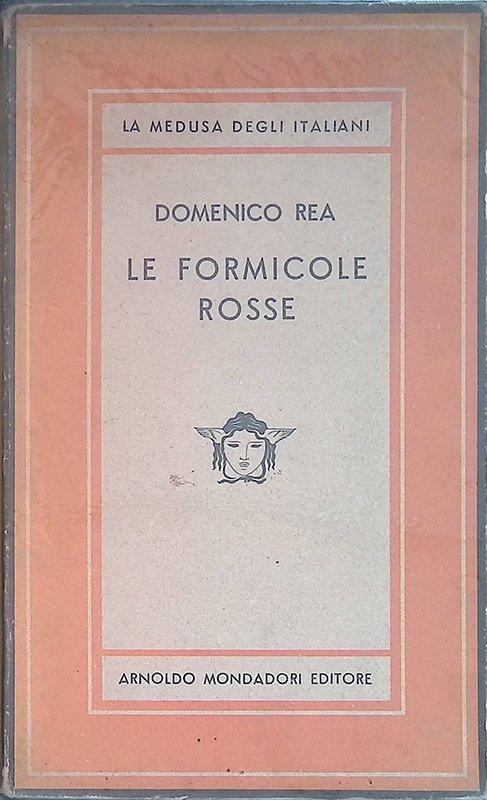 LA MEDUSA DEGLI ITALIANI
DOMENICO REA
LE FORMICOLE
ROSSE
ARNOLDO MONDADORI EDITORE